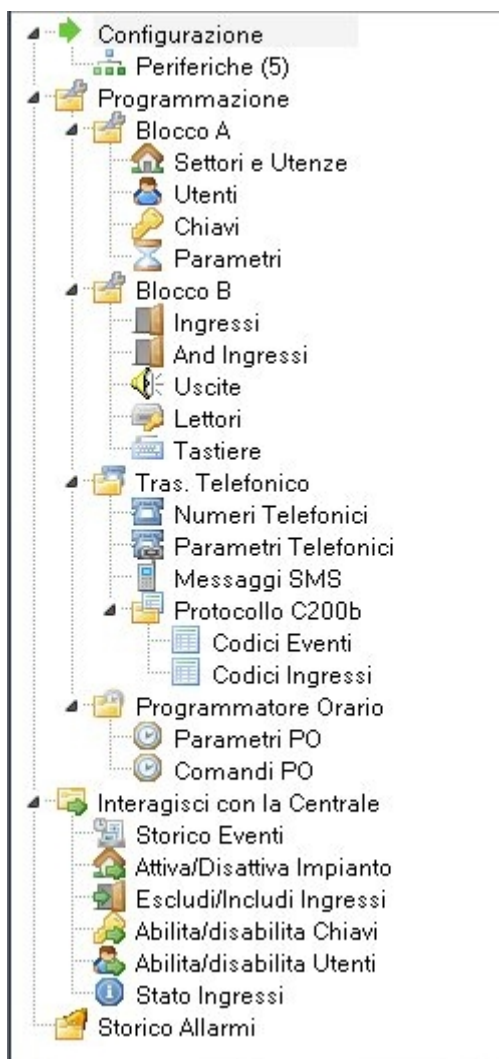 Configurazione
Periferiche (5)
Programmazione
Blocco A
Settori e Utenze
Utenti
Chiavi
Parametri
Blocco B
Ingressi
And Ingressi
Uscite
Lettori
Tastiere
Tras. Telefonico
Numeri Telefonici
Parametri Telefonici
Messaggi SMS
Protocollo C200b
Codici Eventi
Codici Ingressi
Programmatore Orario
Parametri PO
Comandi PO
Interagisci con la Centrale
Storico Eventi
Attiva/Disattiva Impianto
Escludi/Includi Ingressi
Abilita/disabilita Chiavi
Abilita/disabilita Utenti
Stato Ingressi
Storico Allarmi